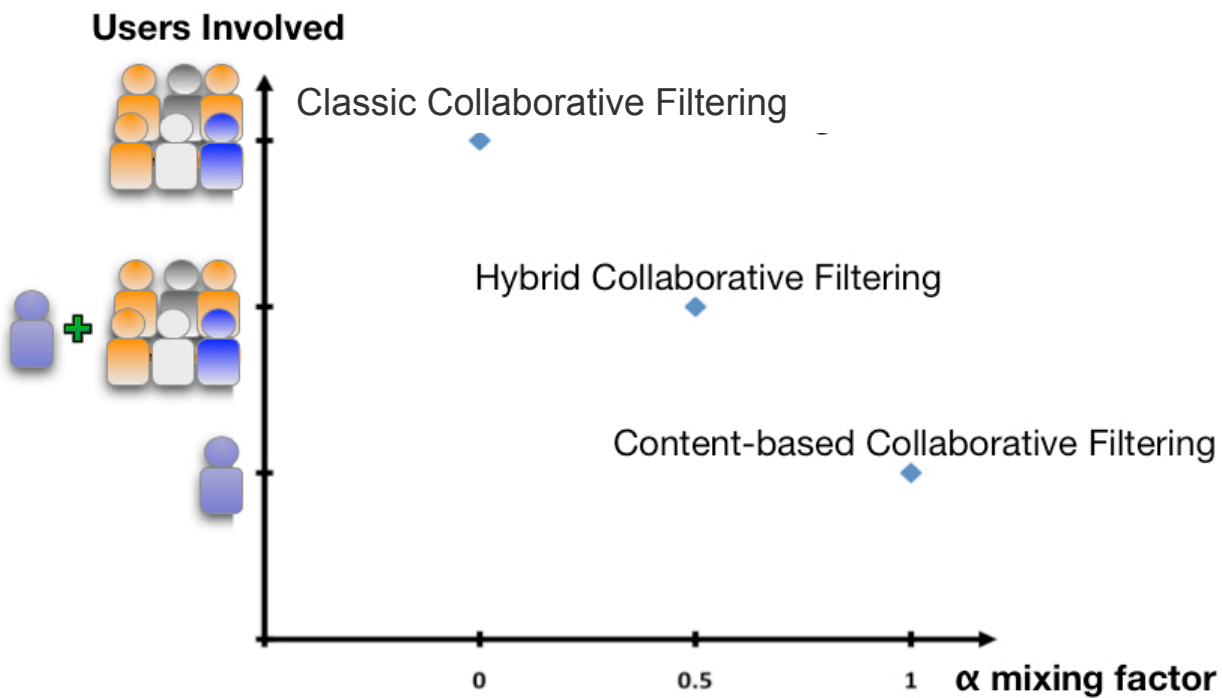 Users Involved
Classic Collaborative Filtering
Hybrid Collaborative Filtering
Content-based Collaborative Filtering
0
0.5
1
α mixing factor